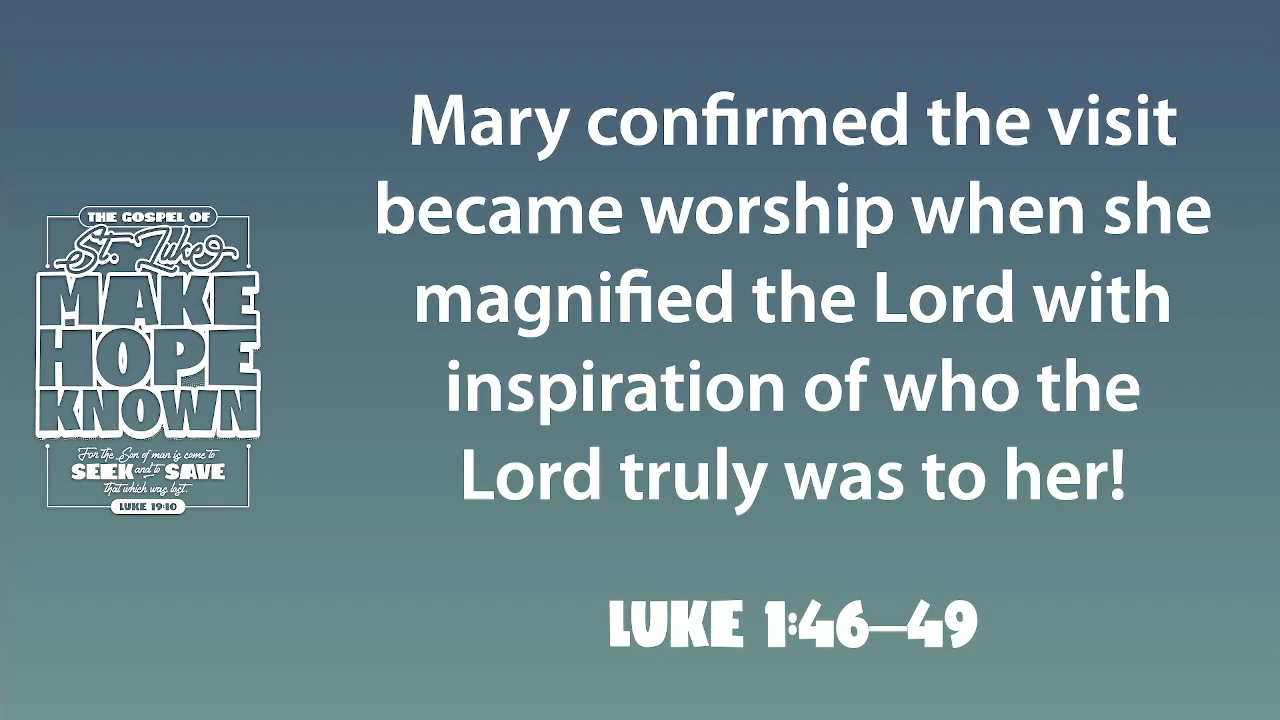 THE GOSPEL OF
St. Luke
MAKE
HOPE
KNOWN
For the Son of man is come to
SEEK and to SAVE
that which was lost.
LUKE 19:10
Mary confirmed the visit
became worship when she
magnified the Lord with
inspiration of who the
Lord truly was to her!
LUKE 1:46–49